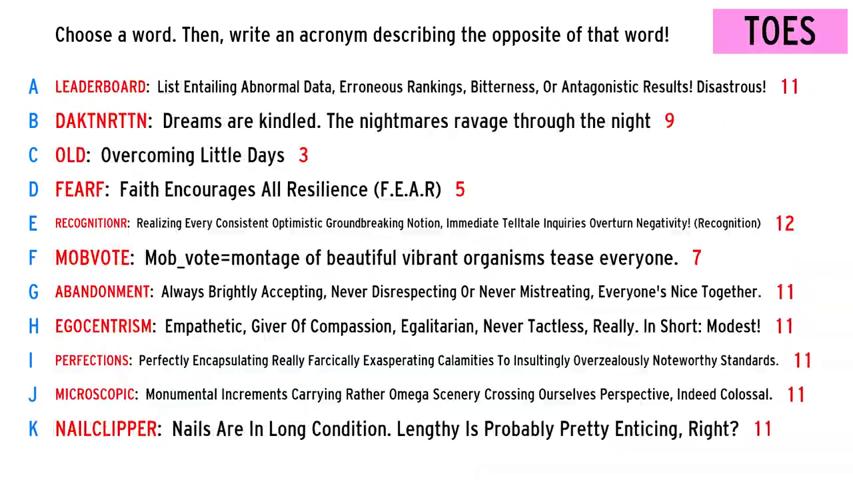 Choose a word. Then, write an acronym describing the opposite of that word!
TOES
A LEADERBOARD: List Entailing Abnormal Data, Erroneous Rankings, Bitterness, Or Antagonistic Results! Disastrous! 11
B DAKTNRTTN: Dreams are kindled. The nightmares ravage through the night 9
C OLD: Overcoming Little Days 3
D FEARF: Faith Encourages All Resilience (F.E.A.R) 5
E RECOGNITIONR: Realizing Every Consistent Optimistic Groundbreaking Notion, Immediate Telltale Inquiries Overturn Negativity! (Recognition) 12
F MOBVOTE: Mob_vote=montage of beautiful vibrant organisms tease everyone. 7
G ABANDONMENT: Always Brightly Accepting, Never Disrespecting Or Never Mistreating, Everyone's Nice Together. 11
H EGOCENTRISM: Empathetic, Giver Of Compassion, Egalitarian, Never Tactless, Really. In Short: Modest! 11
I PERFECTIONS: Perfectly Encapsulating Really Farcically Exasperating Calamities To Insultingly Overzealously Noteworthy Standards. 11
J MICROSCOPIC: Monumental Increments Carrying Rather Omega Scenery Crossing Ourselves Perspective, Indeed Colossal. 11
K NAILCLIPPER: Nails Are In Long Condition. Lengthy Is Probably Pretty Enticing, Right? 11